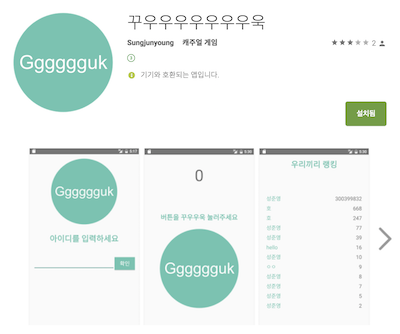 꾸우우우우우우우욱
Ggggggguk
Sungjunyoung 캐주얼 게임
2
기기와 호환되는 앱입니다.
설치됨
Ggggggguk
아이디를 입력하세요
확인
0
버튼을 꾸우우욱 눌러주세요
Ggggggguk
우리끼리 랭킹
성준영 300399832
668
247
성준영 77
성준영 39
hello 16
성준영 10
ㅇㅇ 9
성준영 8
성준영 7
성준영 5
성준영 2